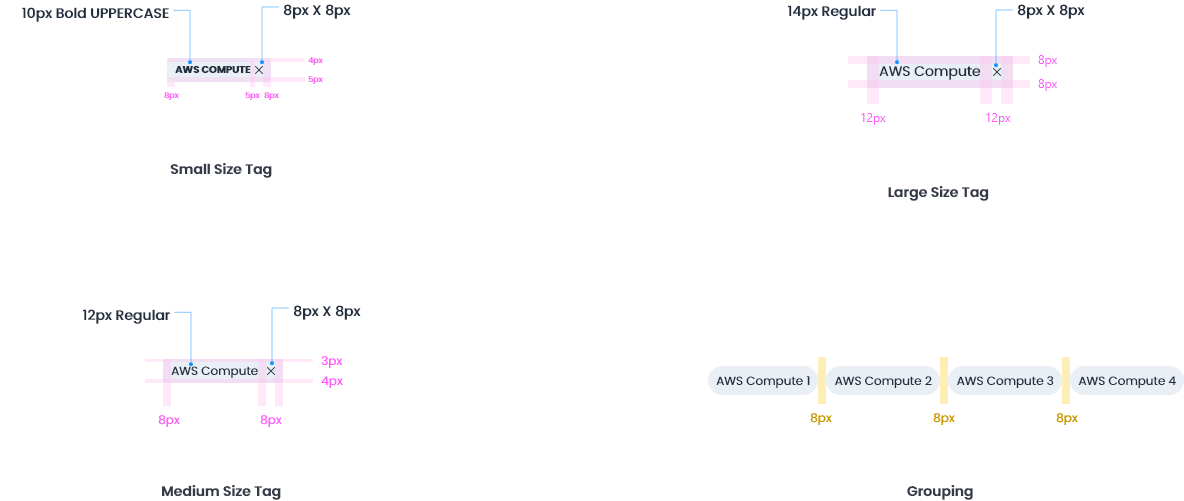 10px Bold UPPERCASE
8px X 8px
AWS COMPUTE
4px
5px
8px
5px
8px
Small Size Tag
14px Regular
8px X 8px
AWS Compute
8px
8px
12px
12px
Large Size Tag
12px Regular
8px X 8px
AWS Compute
3px
4px
8px
8px
Medium Size Tag
AWS Compute 1
AWS Compute 2
AWS Compute 3
AWS Compute 4
8px
8px
8px
Grouping